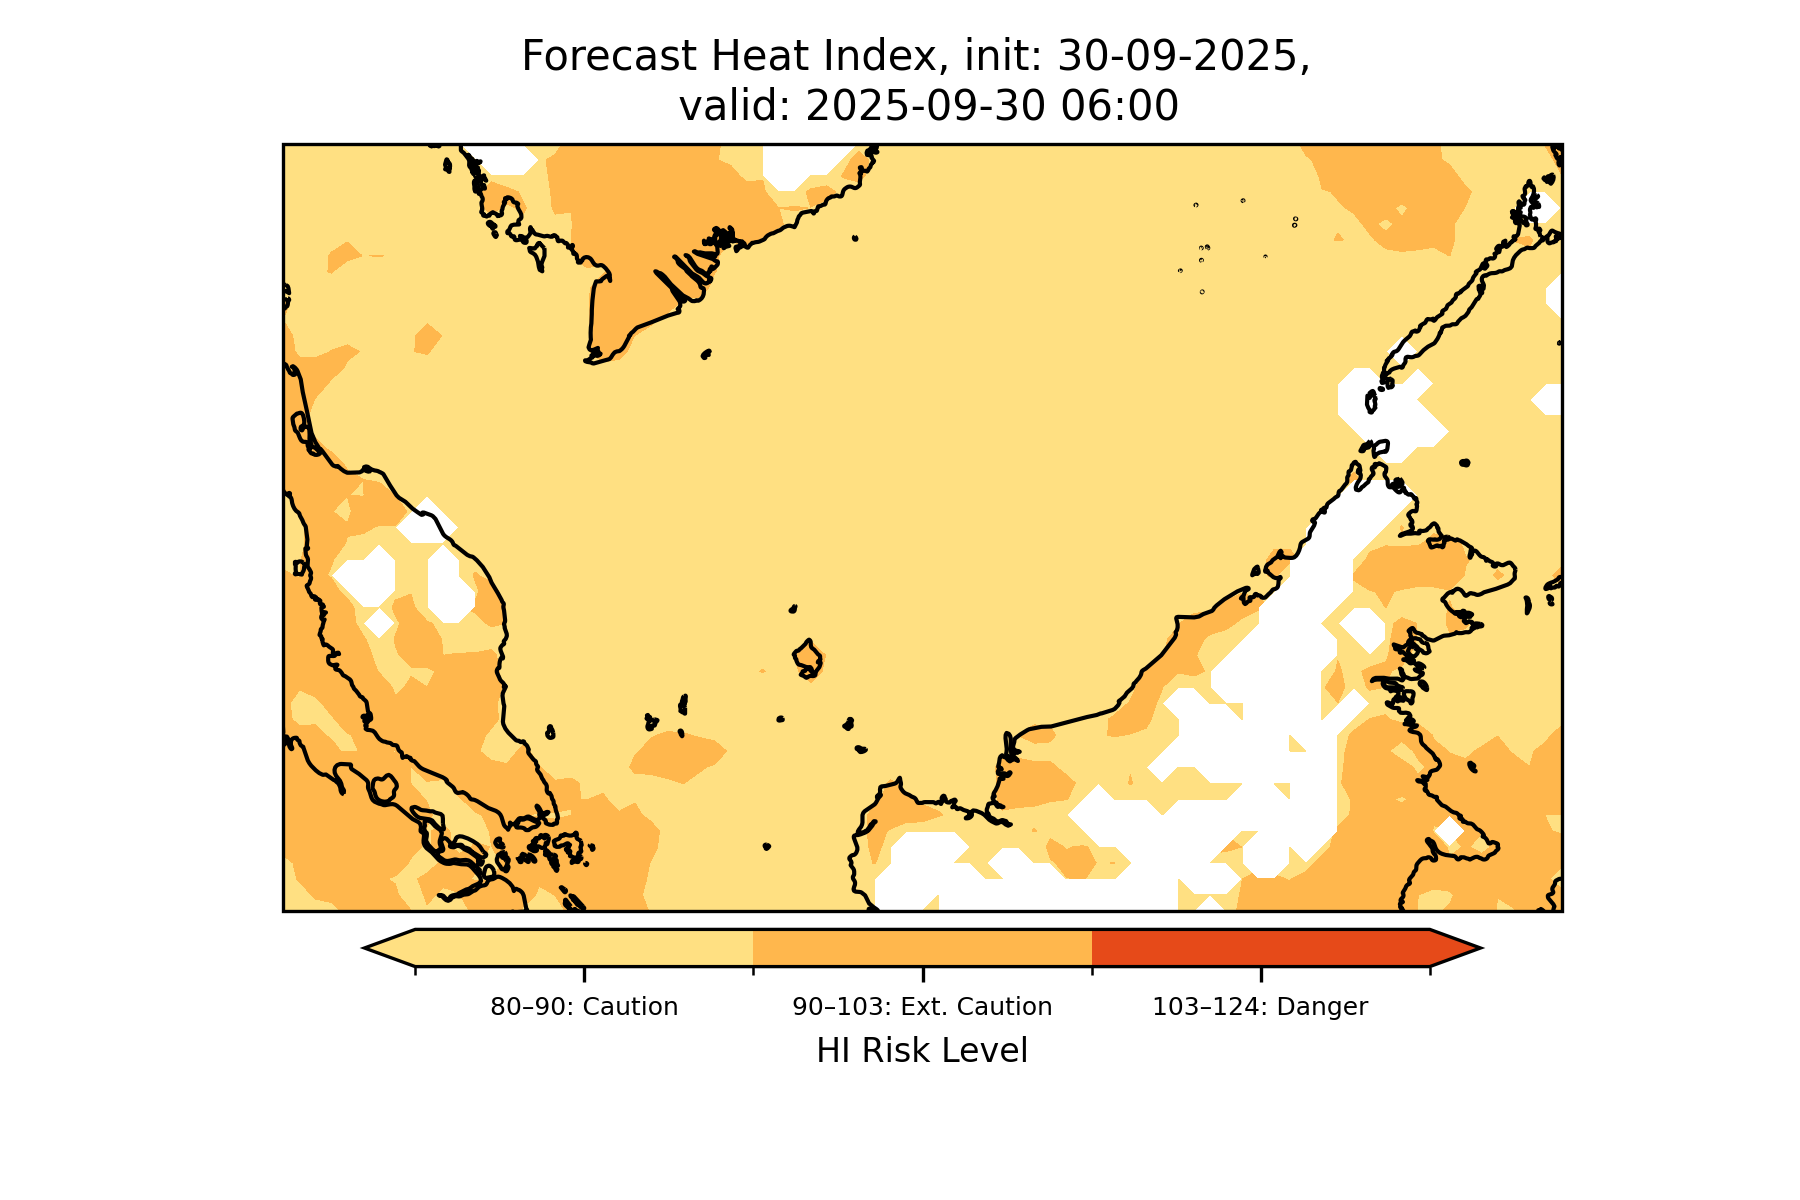 Forecast Heat Index, init: 30-09-2025,
valid: 2025-09-30 06:00
80–90: Caution
90–103: Ext. Caution
103–124: Danger
HI Risk Level